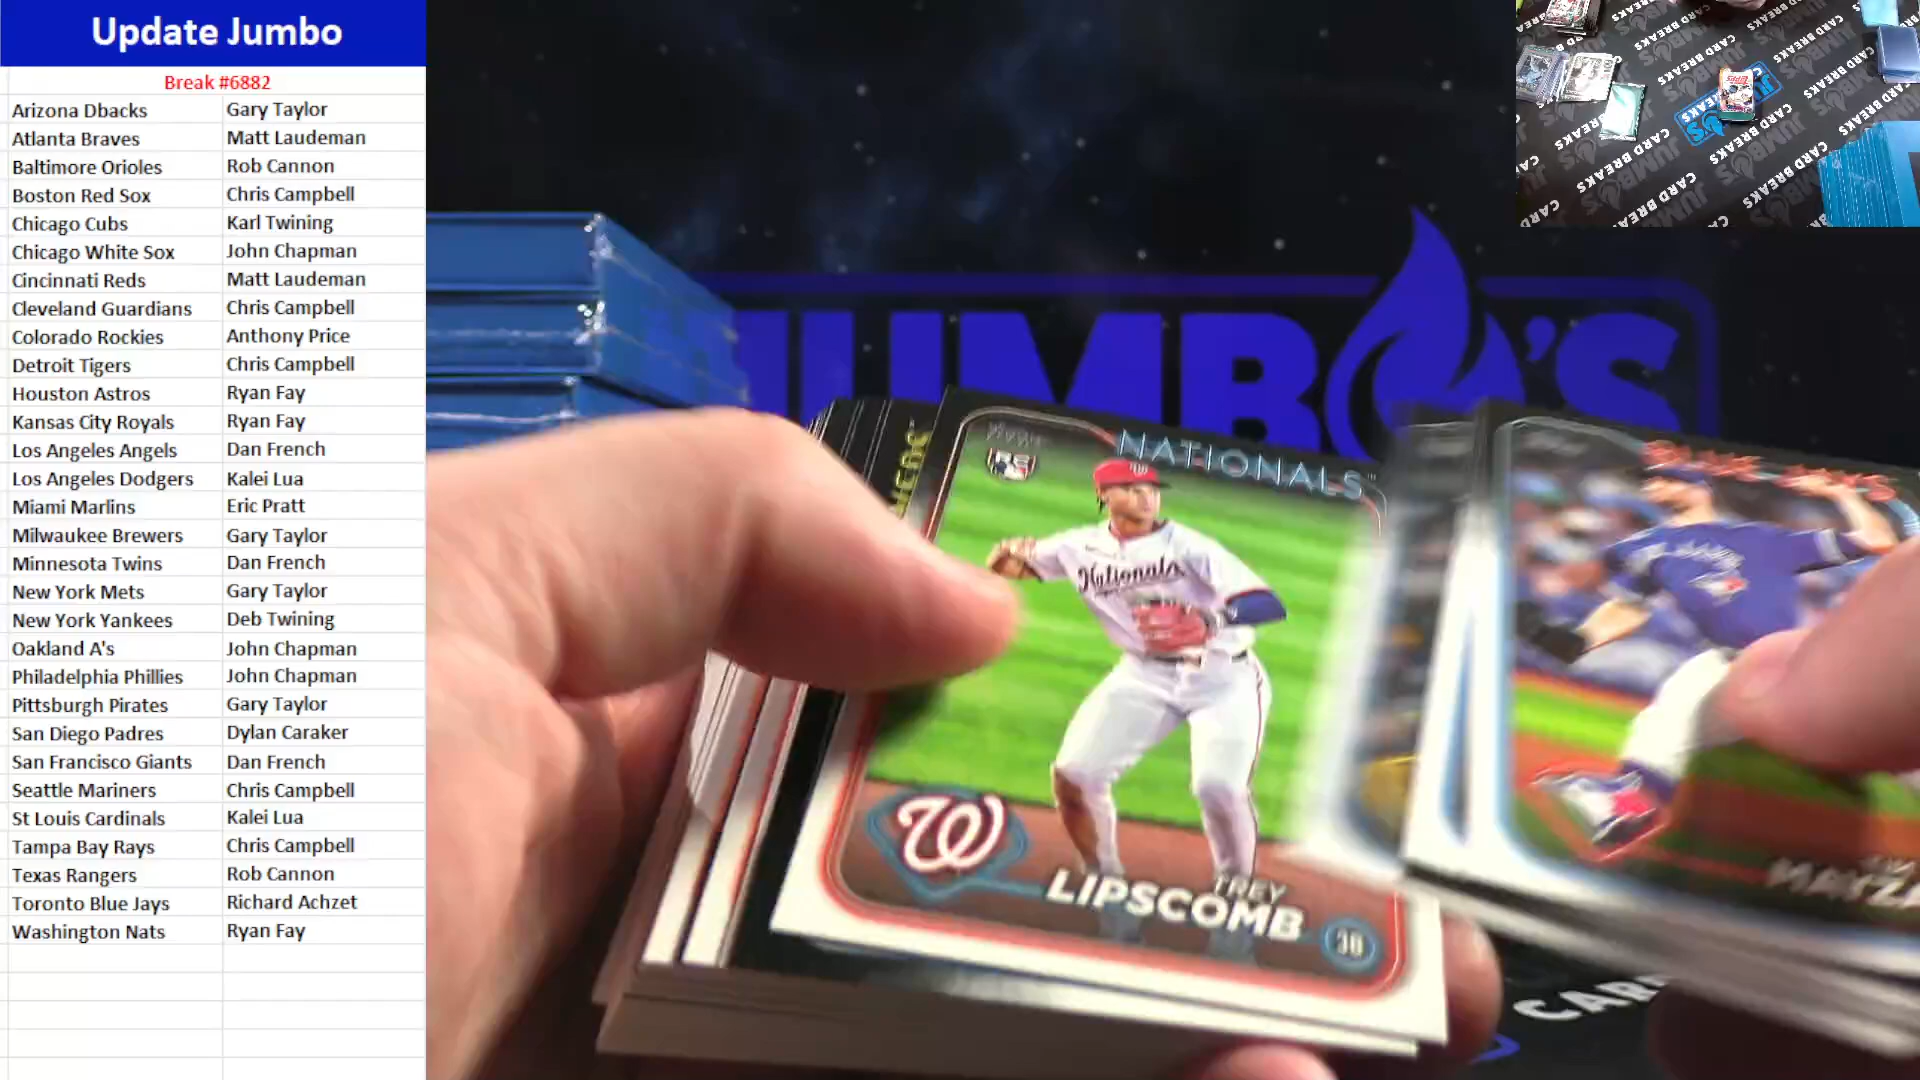 Update Jumbo
Break #6882
Arizona Dbacks Gary Taylor
Atlanta Braves Matt Laudeman
Baltimore Orioles Rob Cannon
Boston Red Sox Chris Campbell
Chicago Cubs Karl Twining
Chicago White Sox John Chapman
Cincinnati Reds Matt Laudeman
Cleveland Guardians Chris Campbell
Colorado Rockies Anthony Price
Detroit Tigers Chris Campbell
Houston Astros Ryan Fay
Kansas City Royals Ryan Fay
Los Angeles Angels Dan French
Los Angeles Dodgers Kalei Lua
Miami Marlins Eric Pratt
Milwaukee Brewers Gary Taylor
Minnesota Twins Dan French
New York Mets Gary Taylor
New York Yankees Deb Twining
Oakland A's John Chapman
Philadelphia Phillies John Chapman
Pittsburgh Pirates Gary Taylor
San Diego Padres Dylan Caraker
San Francisco Giants Dan French
Seattle Mariners Chris Campbell
St Louis Cardinals Kalei Lua
Tampa Bay Rays Chris Campbell
Texas Rangers Rob Cannon
Toronto Blue Jays Richard Achzet
Washington Nats Ryan Fay
JUMBO'S
NATIONALS
RC
Nationals
W
TREY
LIPSCOMB
38
BLUE JAYS
CARD BREAKS
JUMBO'S